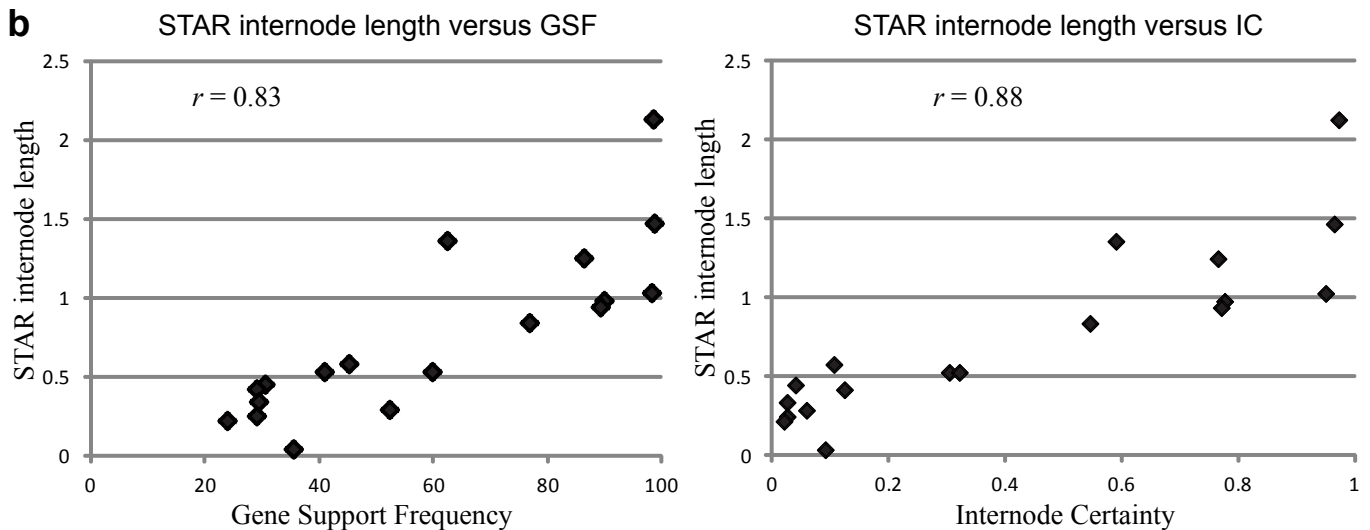 b
STAR internode length versus GSF
2.5
2
1.5
1
0.5
0
r = 0.83
STAR internode length
0
20
40
60
80
100
Gene Support Frequency
STAR internode length versus IC
2.5
2
1.5
1
0.5
0
r = 0.88
STAR internode length
0
0.2
0.4
0.6
0.8
1
Internode Certainty